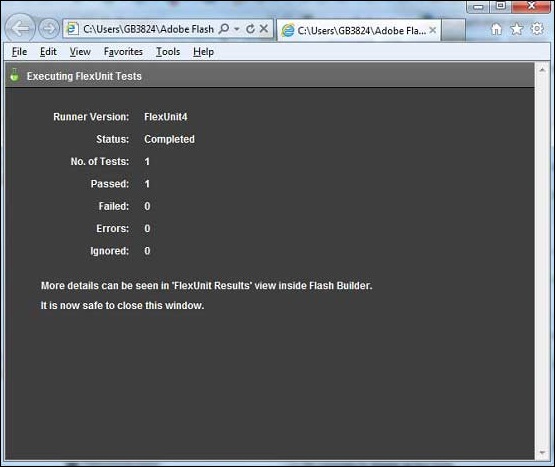 C:\Users\GB3824\Adobe Flash
C:\Users\GB3824\Adobe Fla...
File Edit View Favorites Tools Help
Executing FlexUnit Tests
Runner Version: FlexUnit4
Status: Completed
No. of Tests: 1
Passed: 1
Failed: 0
Errors: 0
Ignored: 0
More details can be seen in 'FlexUnit Results' view inside Flash Builder.
It is now safe to close this window.